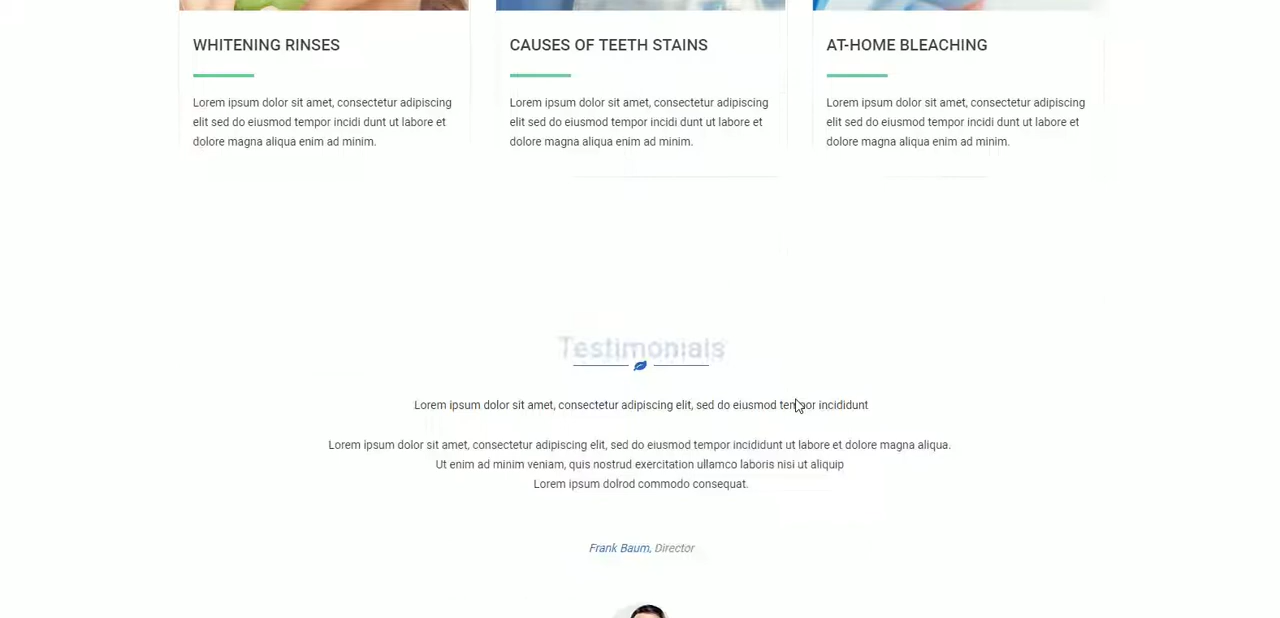 WHITENING RINSES
Lorem ipsum dolor sit amet, consectetur adipiscing
elit sed do eiusmod tempor incidi dunt ut labore et
dolore magna aliqua enim ad minim.
CAUSES OF TEETH STAINS
Lorem ipsum dolor sit amet, consectetur adipiscing
elit sed do eiusmod tempor incidi dunt ut labore et
dolore magna aliqua enim ad minim.
AT-HOME BLEACHING
Lorem ipsum dolor sit amet, consectetur adipiscing
elit sed do eiusmod tempor incidi dunt ut labore et
dolore magna aliqua enim ad minim.
Testimonials
Lorem ipsum dolor sit amet, consectetur adipiscing elit, sed do eiusmod tempor incididunt
Lorem ipsum dolor sit amet, consectetur adipiscing elit, sed do eiusmod tempor incididunt ut labore et dolore magna aliqua.
Ut enim ad minim veniam, quis nostrud exercitation ullamco laboris nisi ut aliquip
Lorem ipsum dolrod commodo consequat.
Frank Baum, Director